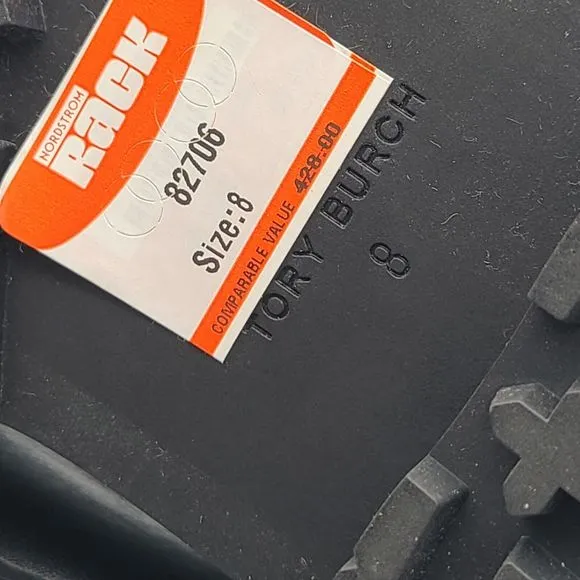 NORDSTROM
Rack
82706
Size:8
COMPARABLE VALUE 428.00
TORY BURCH
8